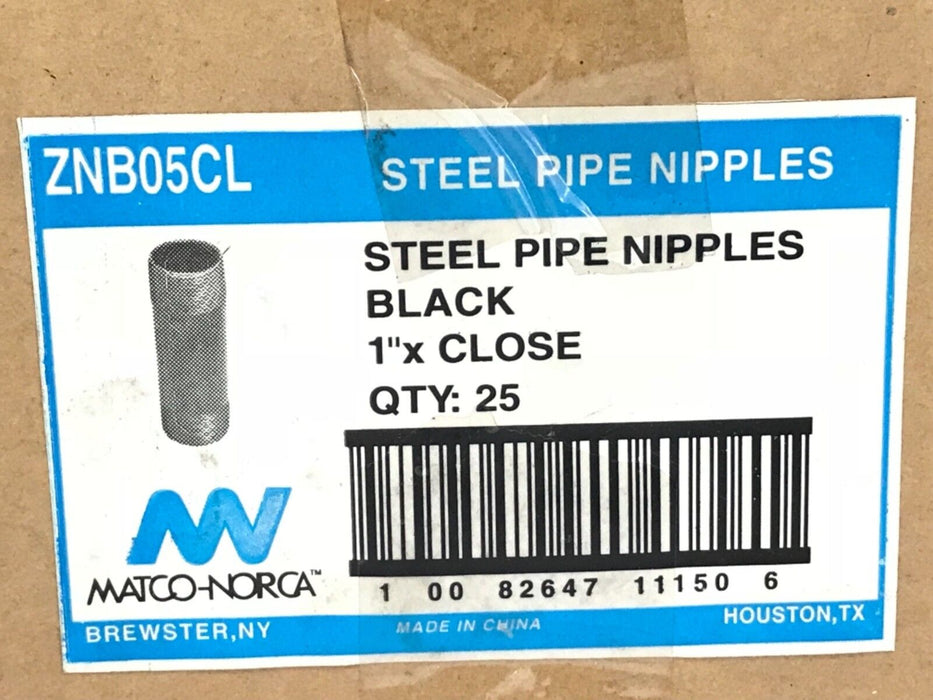 ZNB05CL
STEEL PIPE NIPPLES
STEEL PIPE NIPPLES
BLACK
1"x CLOSE
QTY: 25
1 00 82647 11150 6
MATCO-NORCA™
BREWSTER,NY
MADE IN CHINA
HOUSTON,TX